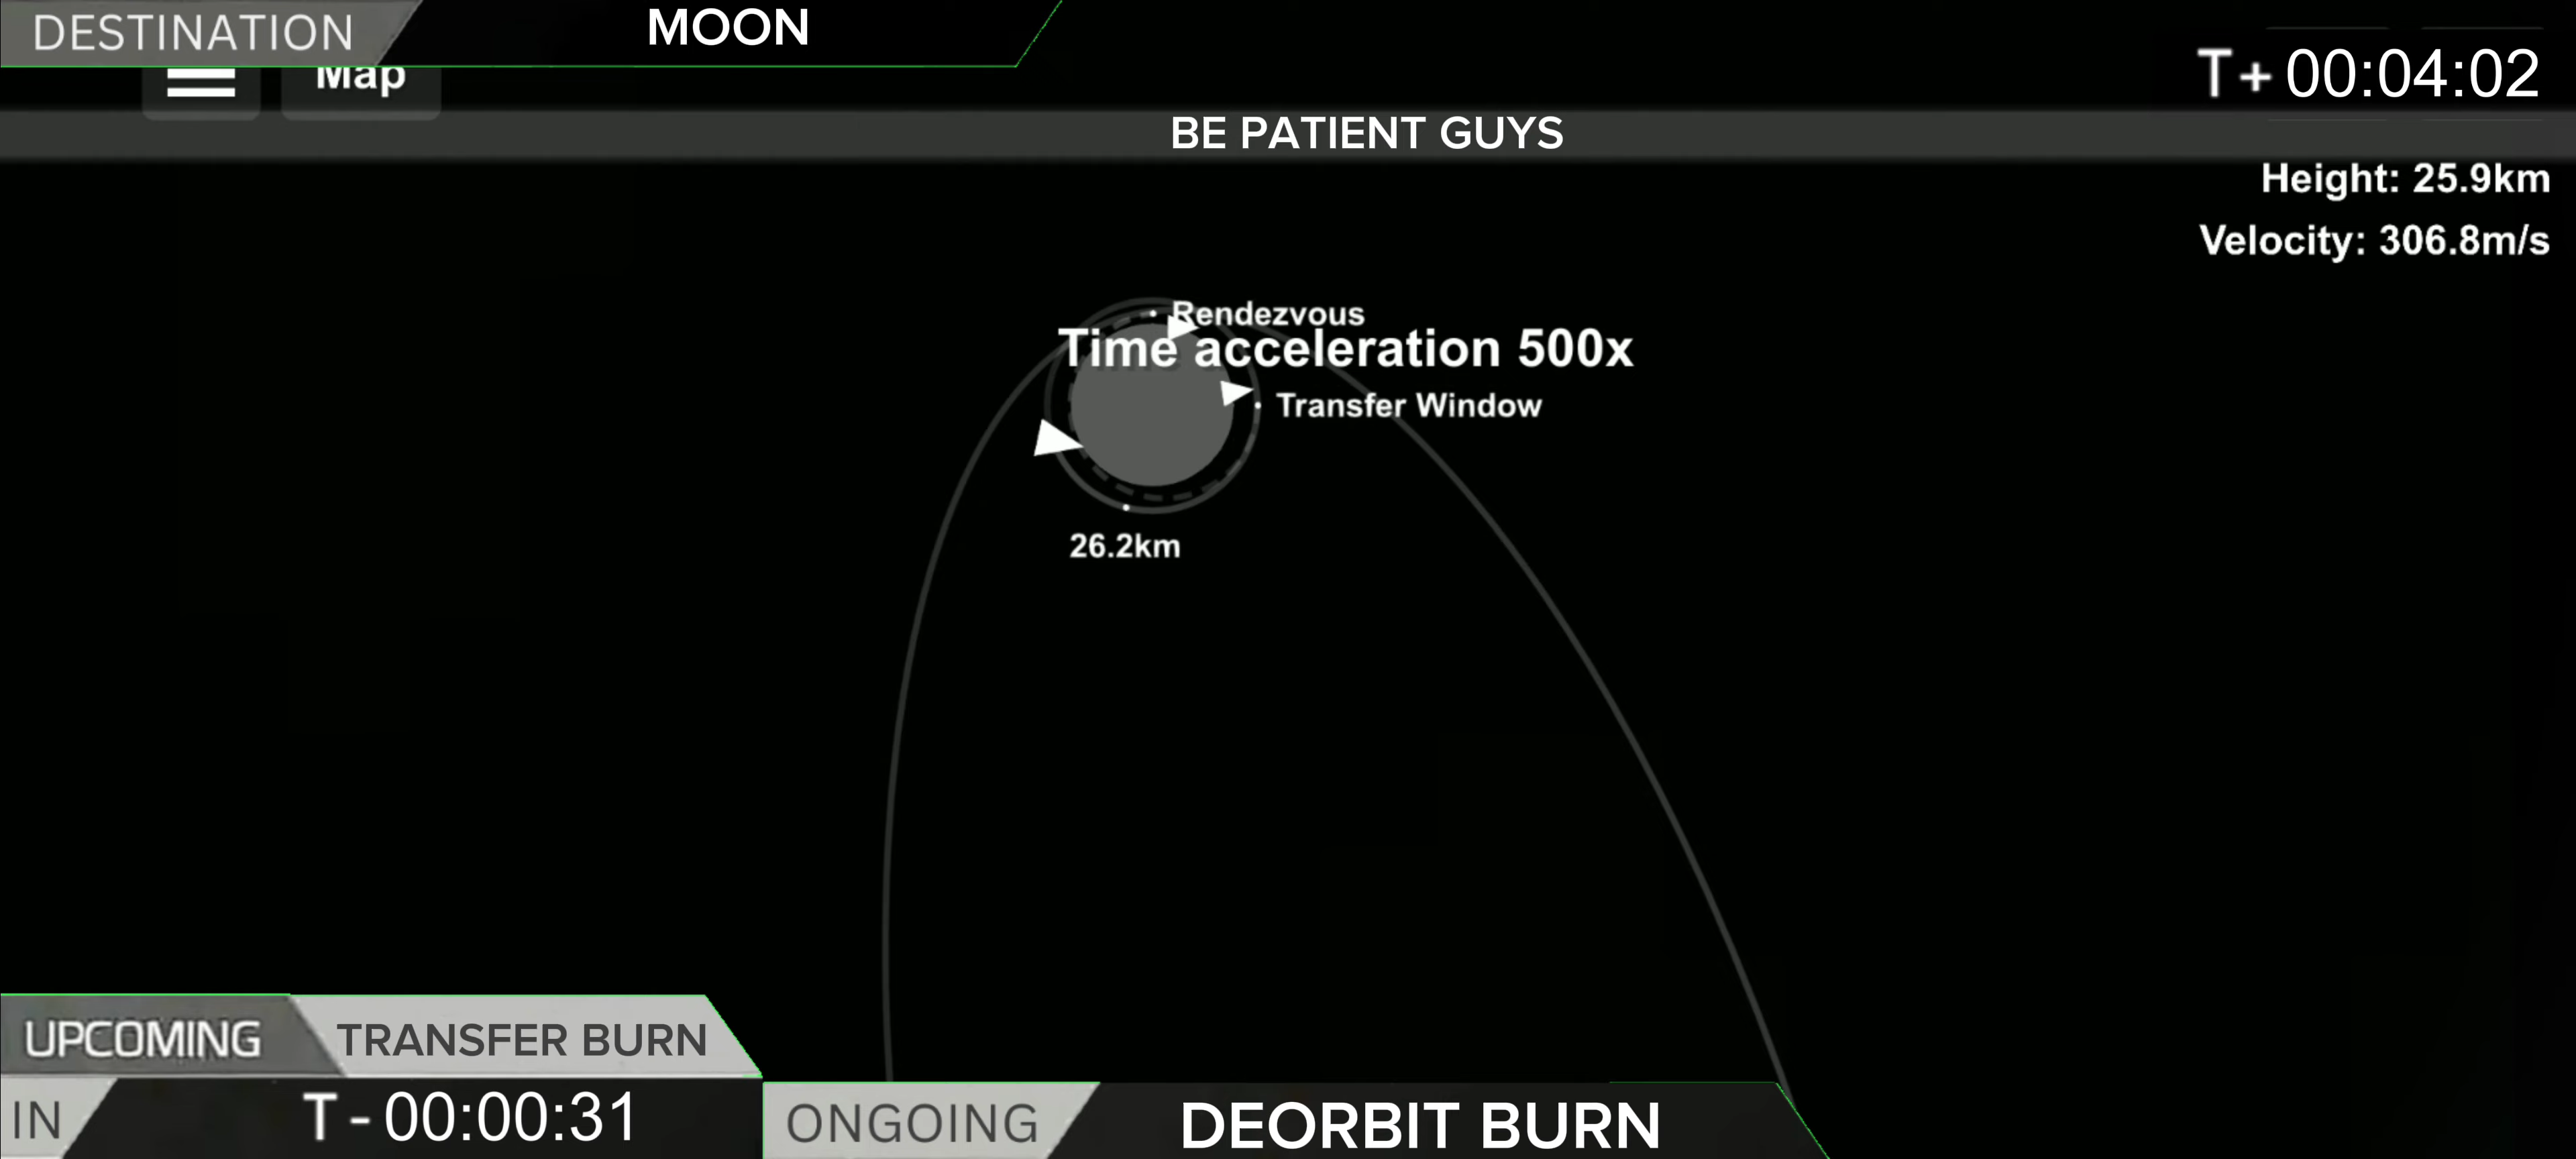 DESTINATION
MOON
Map
T+ 00:04:02
BE PATIENT GUYS
Height: 25.9km
Velocity: 306.8m/s
Rendezvous
Time acceleration 500x
Transfer Window
26.2km
UPCOMING
TRANSFER BURN
IN
T - 00:00:31
ONGOING
DEORBIT BURN